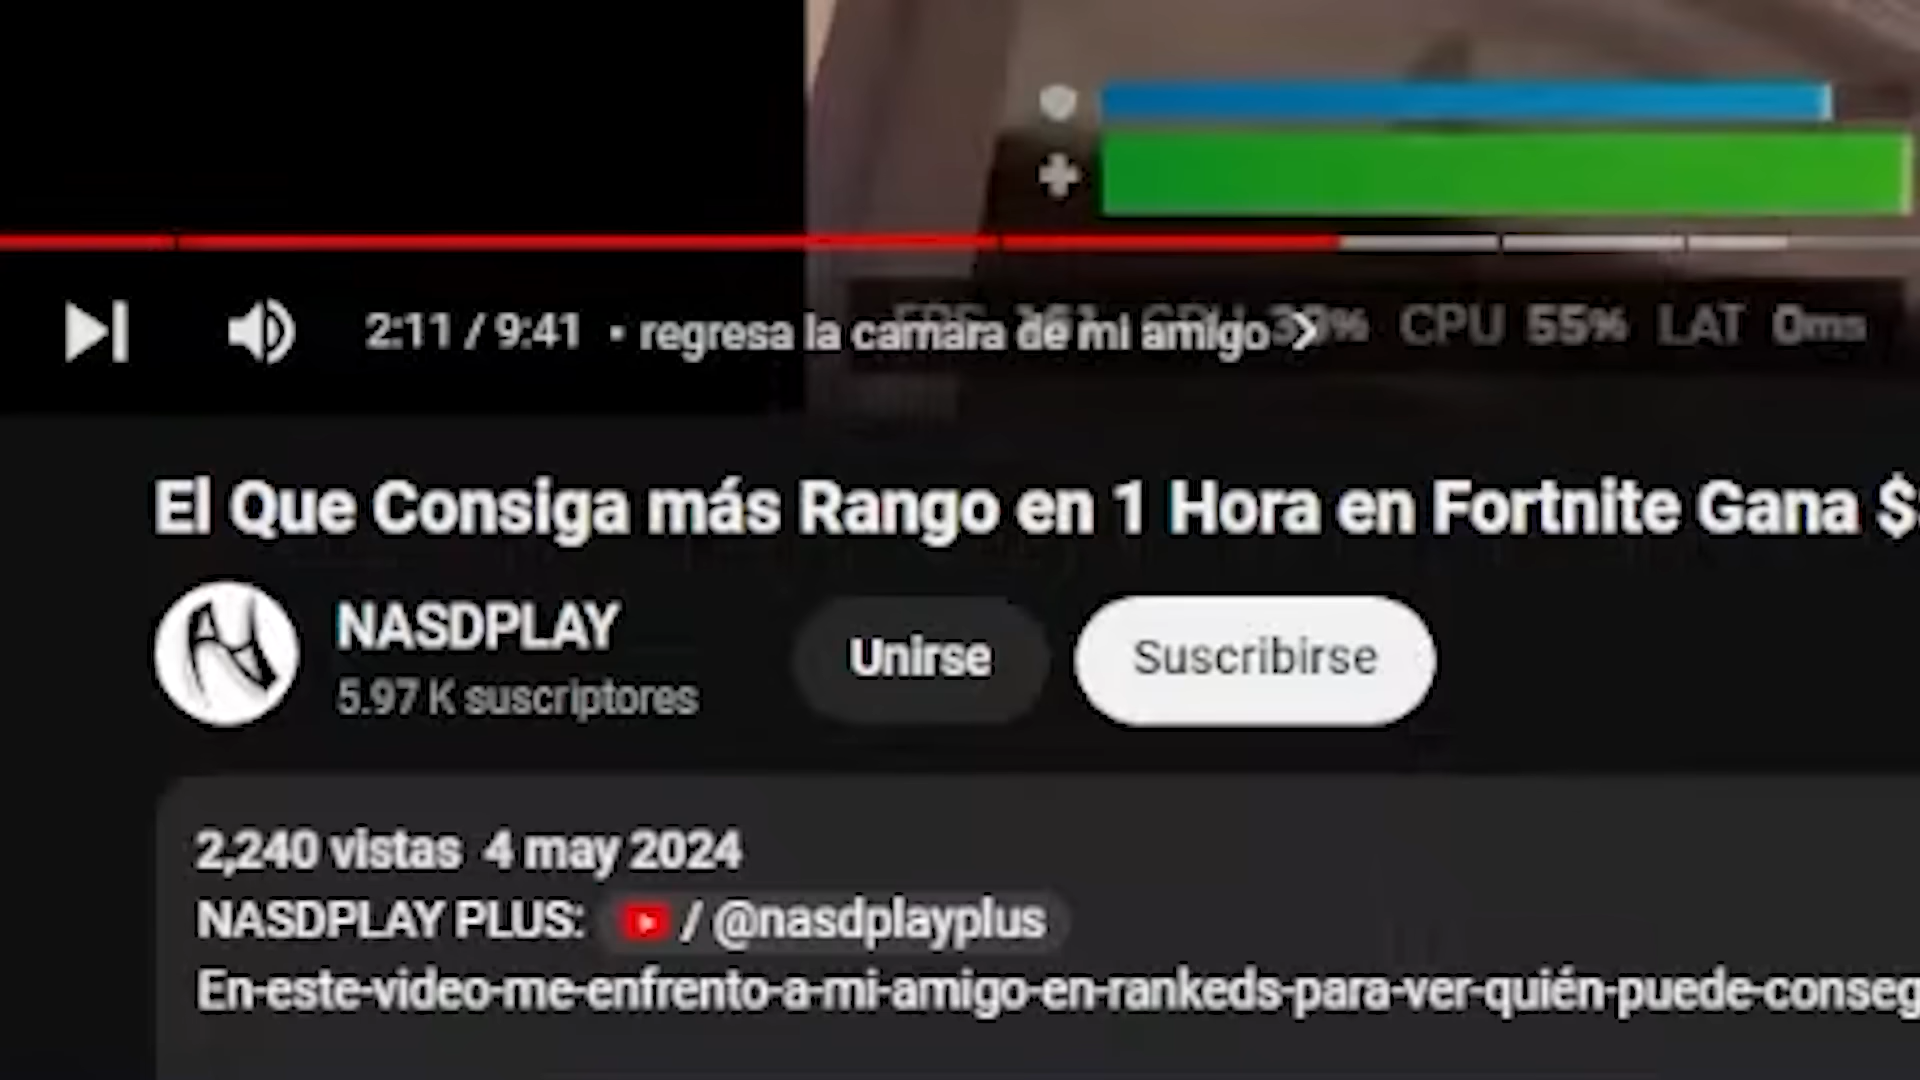 2:11 / 9:41 • regresa la camara de mi amigo
CPU 55% LAT 0ms
El Que Consiga más Rango en 1 Hora en Fortnite Gana $
NASDPLAY
5.97 K suscriptores
Unirse
Suscribirse
2,240 vistas 4 may 2024
NASDPLAY PLUS: / @nasdplayplus
En-este-video-me-enfrento-a-mi-amigo-en-rankeds-para-ver-quién-puede-conseg